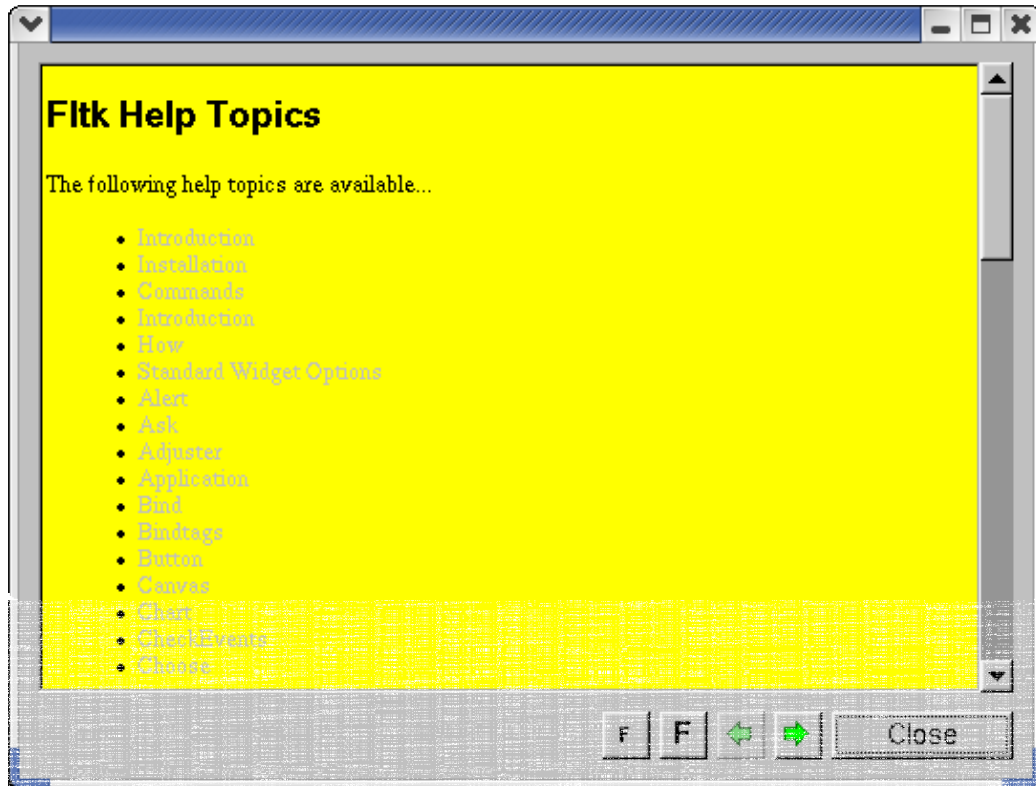 Fltk Help Topics
The following help topics are available...
Introduction
Installation
Commands
Introduction
How
Standard Widget Options
Alert
Ask
Adjuster
Application
Bind
Bindtags
Button
Canvas
Chart
CheckEvents
Choose
F F Close